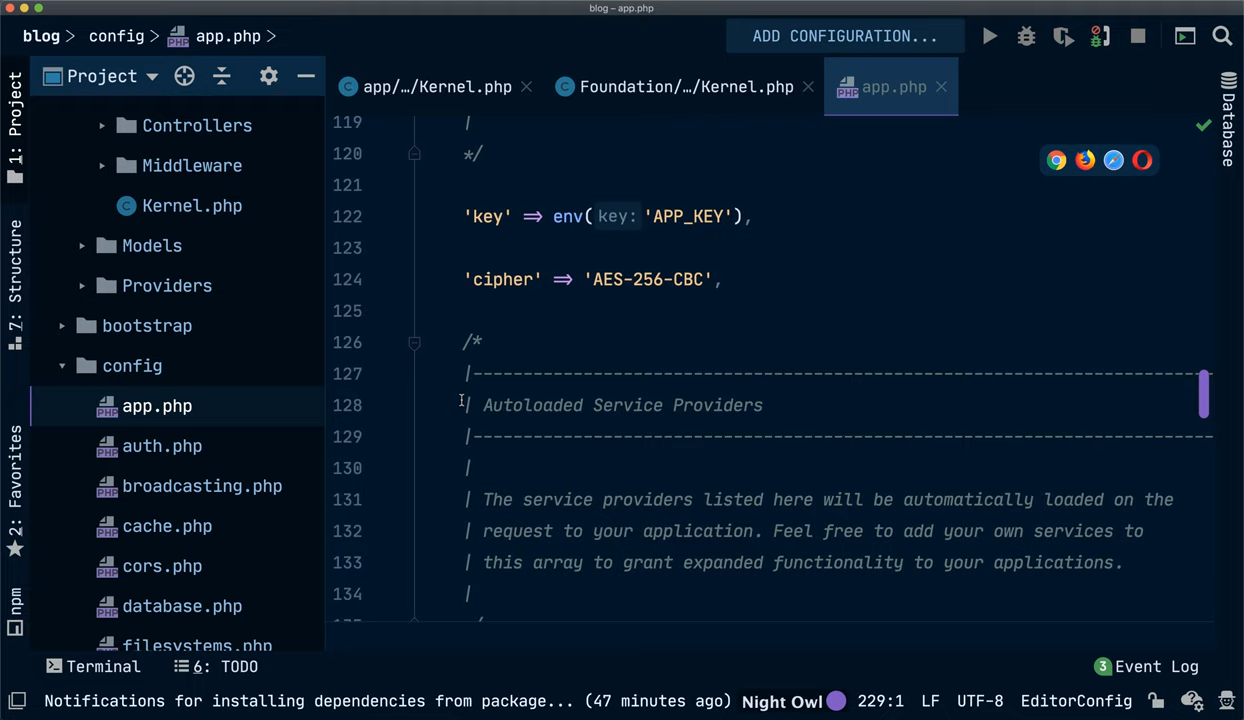 blog – app.php
blog > config > app.php >
ADD CONFIGURATION...
1: Project
7: Structure
2: Favorites
npm
Project
Controllers
Middleware
Kernel.php
Models
Providers
bootstrap
config
app.php
auth.php
broadcasting.php
cache.php
cors.php
database.php
filesystems.php
app/…/Kernel.php
Foundation/…/Kernel.php
app.php
119 |
120 */
121
122 'key' => env( key: 'APP_KEY'),
123
124 'cipher' => 'AES-256-CBC',
125
126 /*
127 |--------------------------------------------------------------------------
128 | Autoloaded Service Providers
129 |--------------------------------------------------------------------------
130 |
131 | The service providers listed here will be automatically loaded on the
132 | request to your application. Feel free to add your own services to
133 | this array to grant expanded functionality to your applications.
134 |
Database
Terminal
6: TODO
3 Event Log
Notifications for installing dependencies from package... (47 minutes ago)
Night Owl
229:1 LF UTF-8 EditorConfig